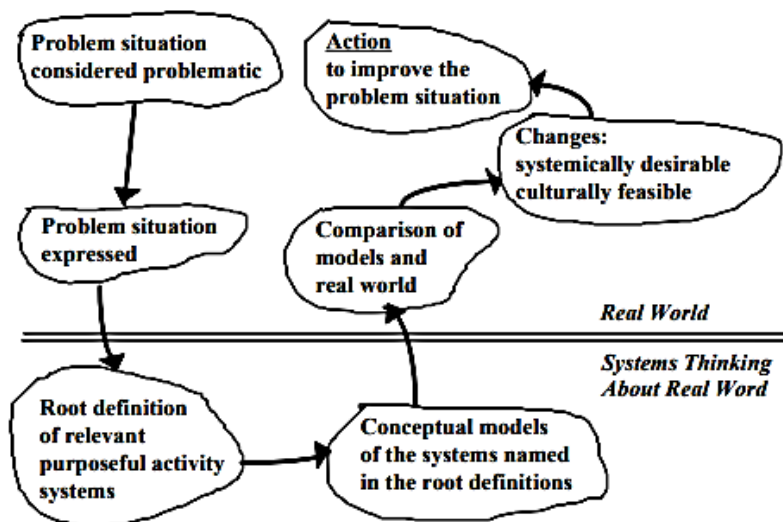 Problem situation
considered problematic
Problem situation
expressed
Root definition
of relevant
purposeful activity
systems
Conceptual models
of the systems named
in the root definitions
Comparison of
models and
real world
Changes:
systemically desirable
culturally feasible
Action
to improve the
problem situation
Real World
Systems Thinking
About Real Word